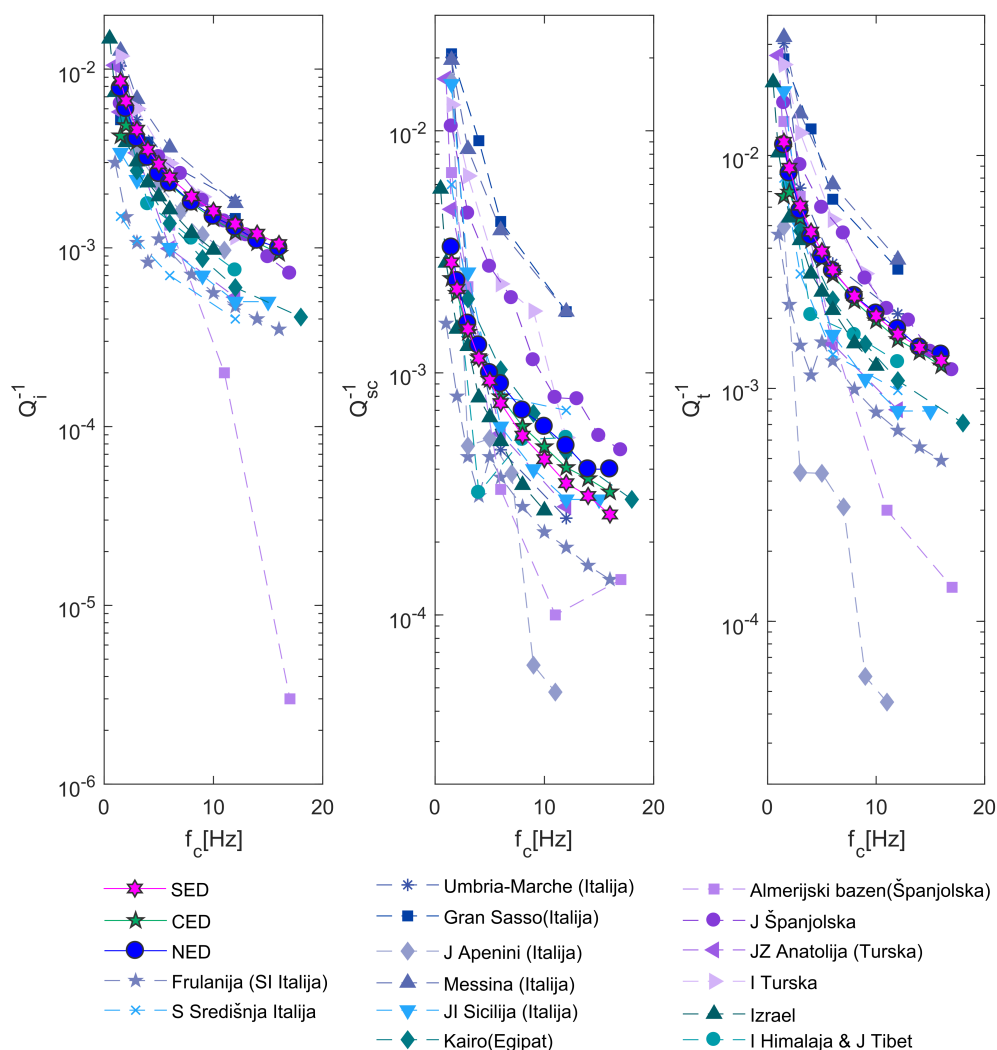 10^-2
10^-3
10^-4
10^-5
10^-6
Q_i^-1
0 10 20
f_c[Hz]
10^-2
10^-3
10^-4
Q_sc^-1
0 10 20
f_c[Hz]
10^-2
10^-3
10^-4
Q_t^-1
0 10 20
f_c[Hz]
SED
CED
NED
Frulanija (SI Italija)
S Središnja Italija
Umbria-Marche (Italija)
Gran Sasso(Italija)
J Apenini (Italija)
Messina (Italija)
JI Sicilija (Italija)
Kairo(Egipat)
Almerijski bazen(Španjolska)
J Španjolska
JZ Anatolija (Turska)
I Turska
Izrael
I Himalaja & J Tibet